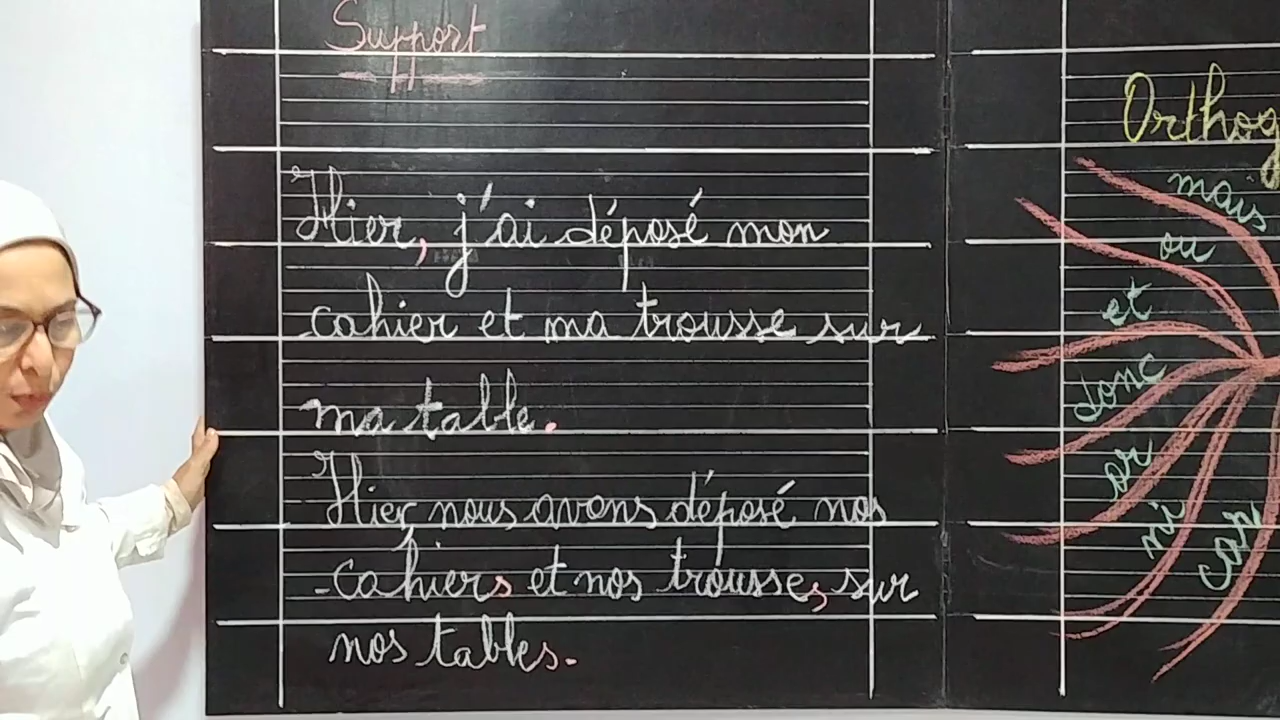 Support
Hier, j'ai déposé mon
cahier et ma trousse sur
ma table.
Hier, nous avons déposé nos
-cahiers et nos trousses sur
nos tables.
Orthog
mais
ou
et
donc
or
ni
car